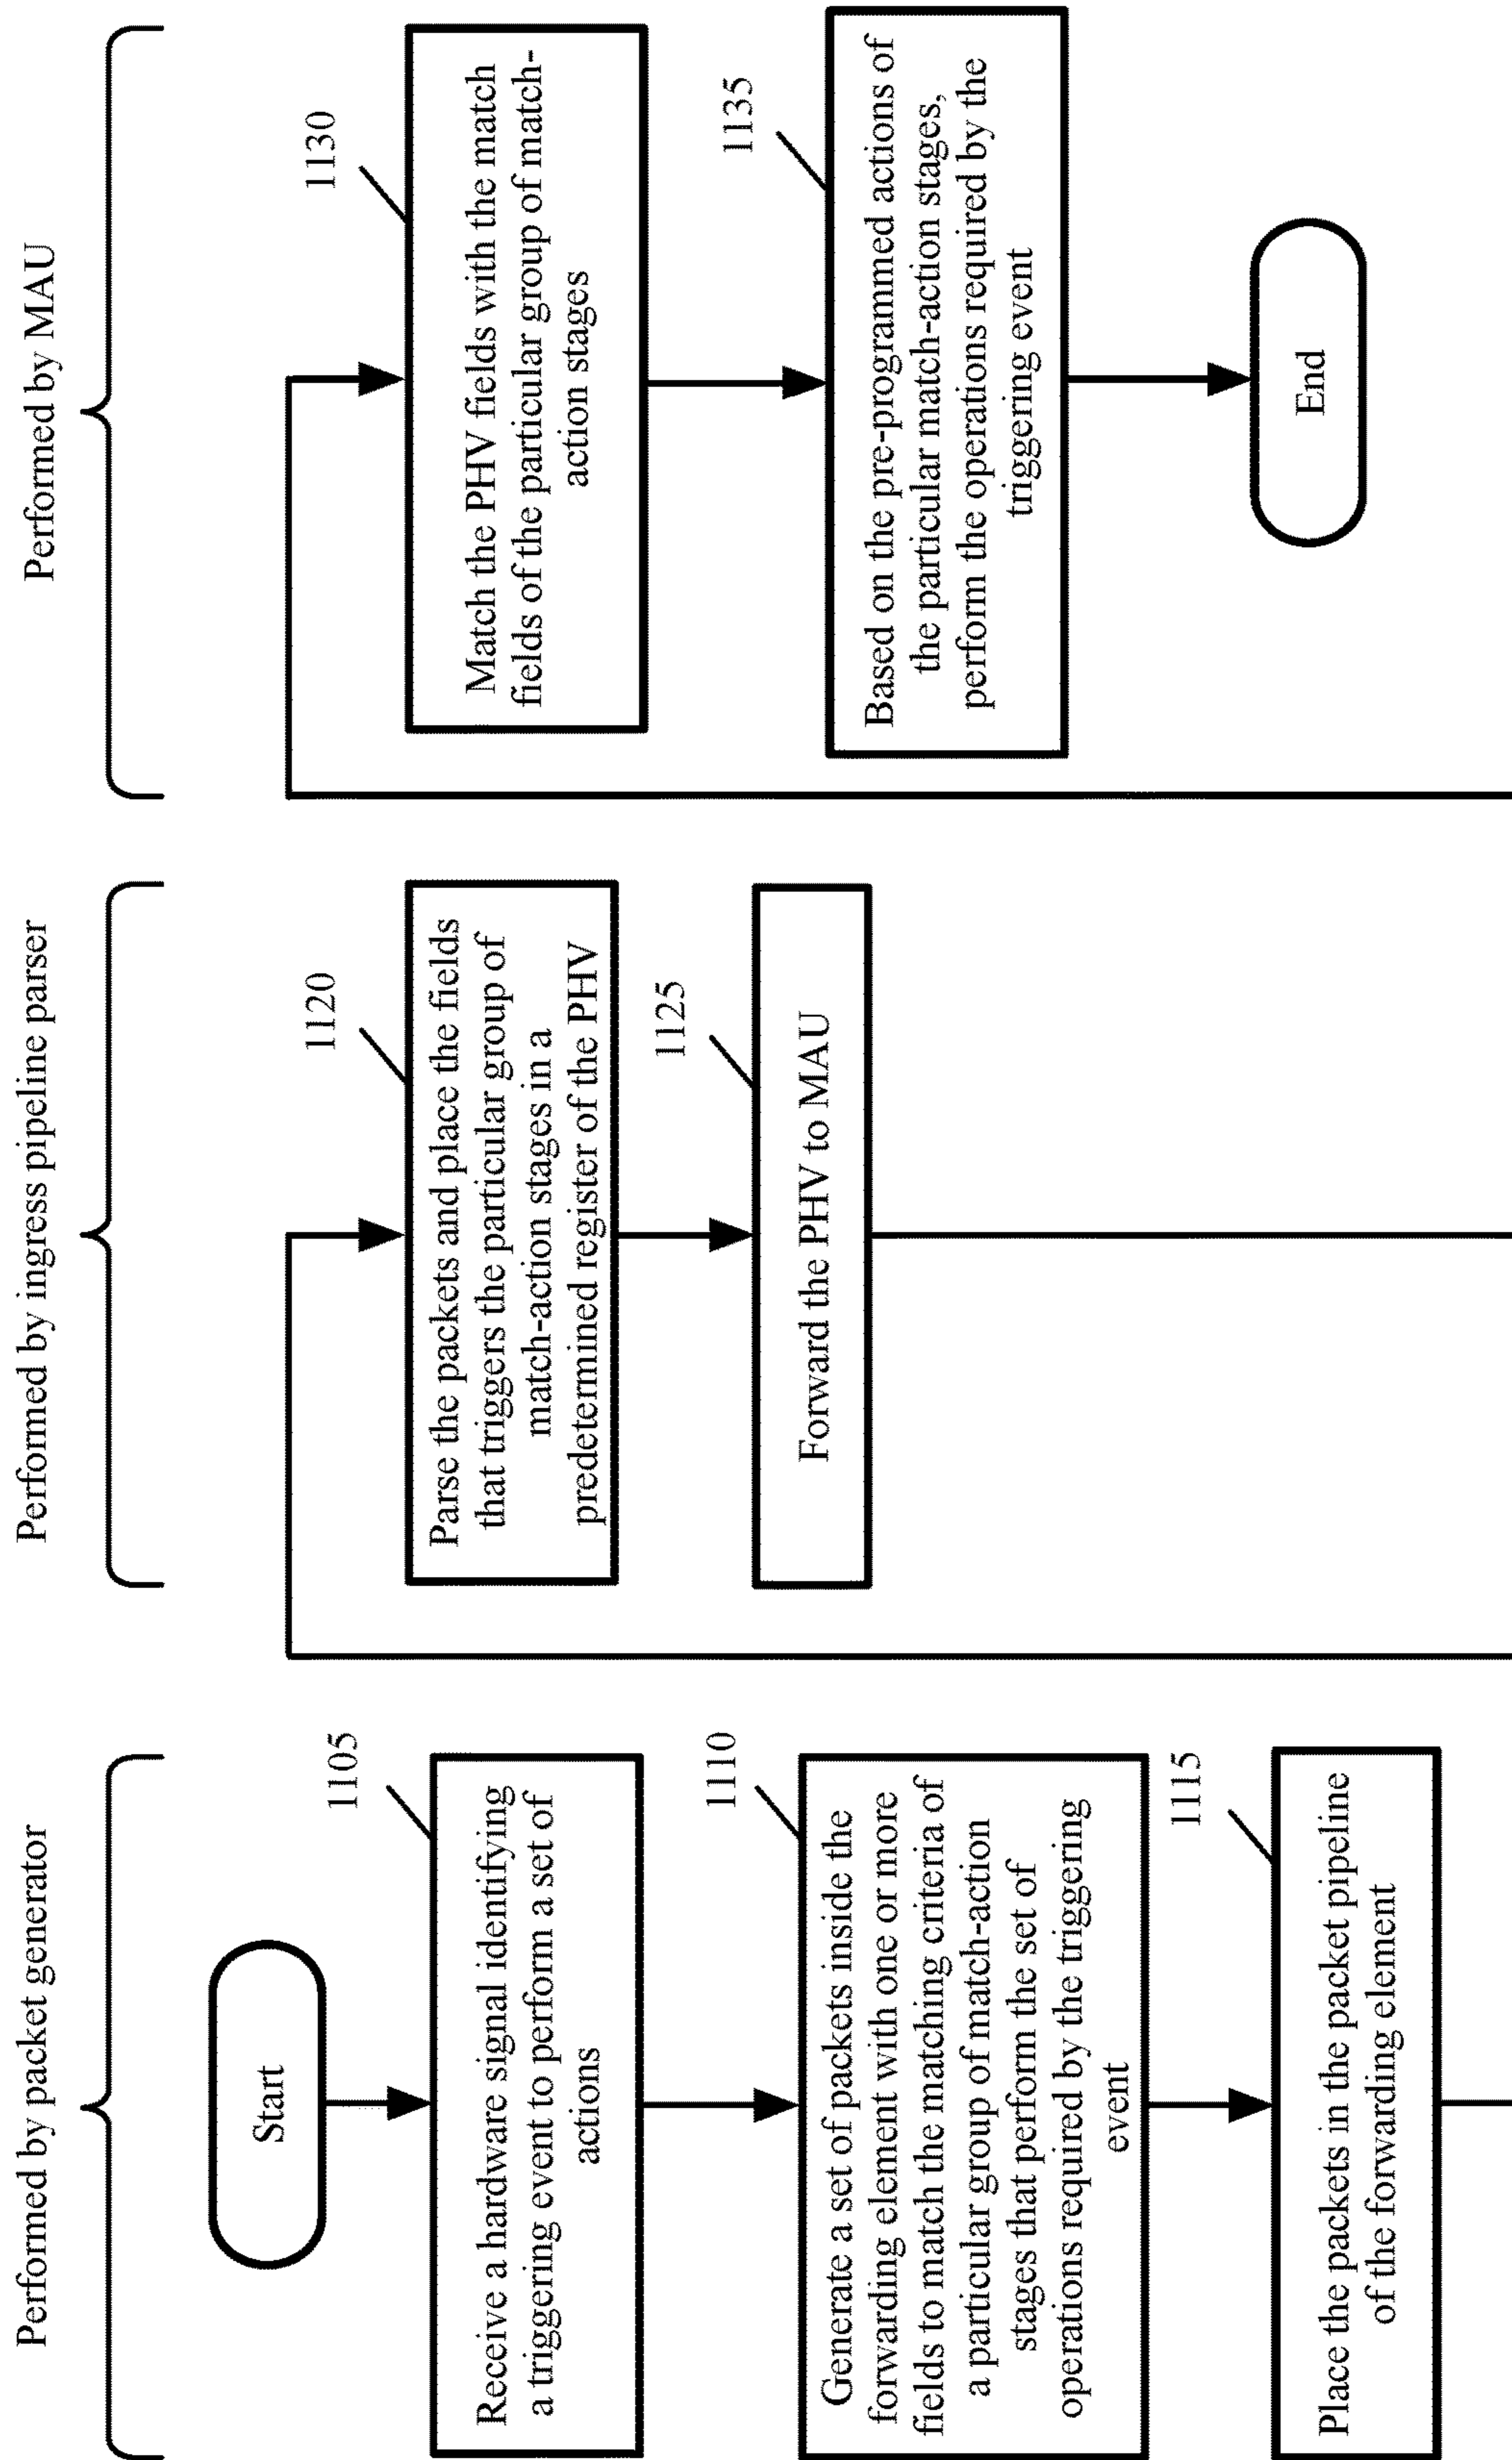 Performed by packet generator
Start
1105
Receive a hardware signal identifying
a triggering event to perform a set of
actions
1110
Generate a set of packets inside the
forwarding element with one or more
fields to match the matching criteria of
a particular group of match-action
stages that perform the set of
operations required by the triggering
event
1115
Place the packets in the packet pipeline
of the forwarding element
Performed by ingress pipeline parser
1120
Parse the packets and place the fields
that triggers the particular group of
match-action stages in a
predetermined register of the PHV
1125
Forward the PHV to MAU
Performed by MAU
1130
Match the PHV fields with the match
fields of the particular group of match-
action stages
1135
Based on the pre-programmed actions of
the particular match-action stages,
perform the operations required by the
triggering event
End